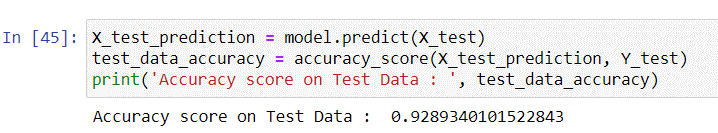 In [45]: X_test_prediction = model.predict(X_test)
test_data_accuracy = accuracy_score(X_test_prediction, Y_test)
print('Accuracy score on Test Data : ', test_data_accuracy)
Accuracy score on Test Data :  0.9289340101522843